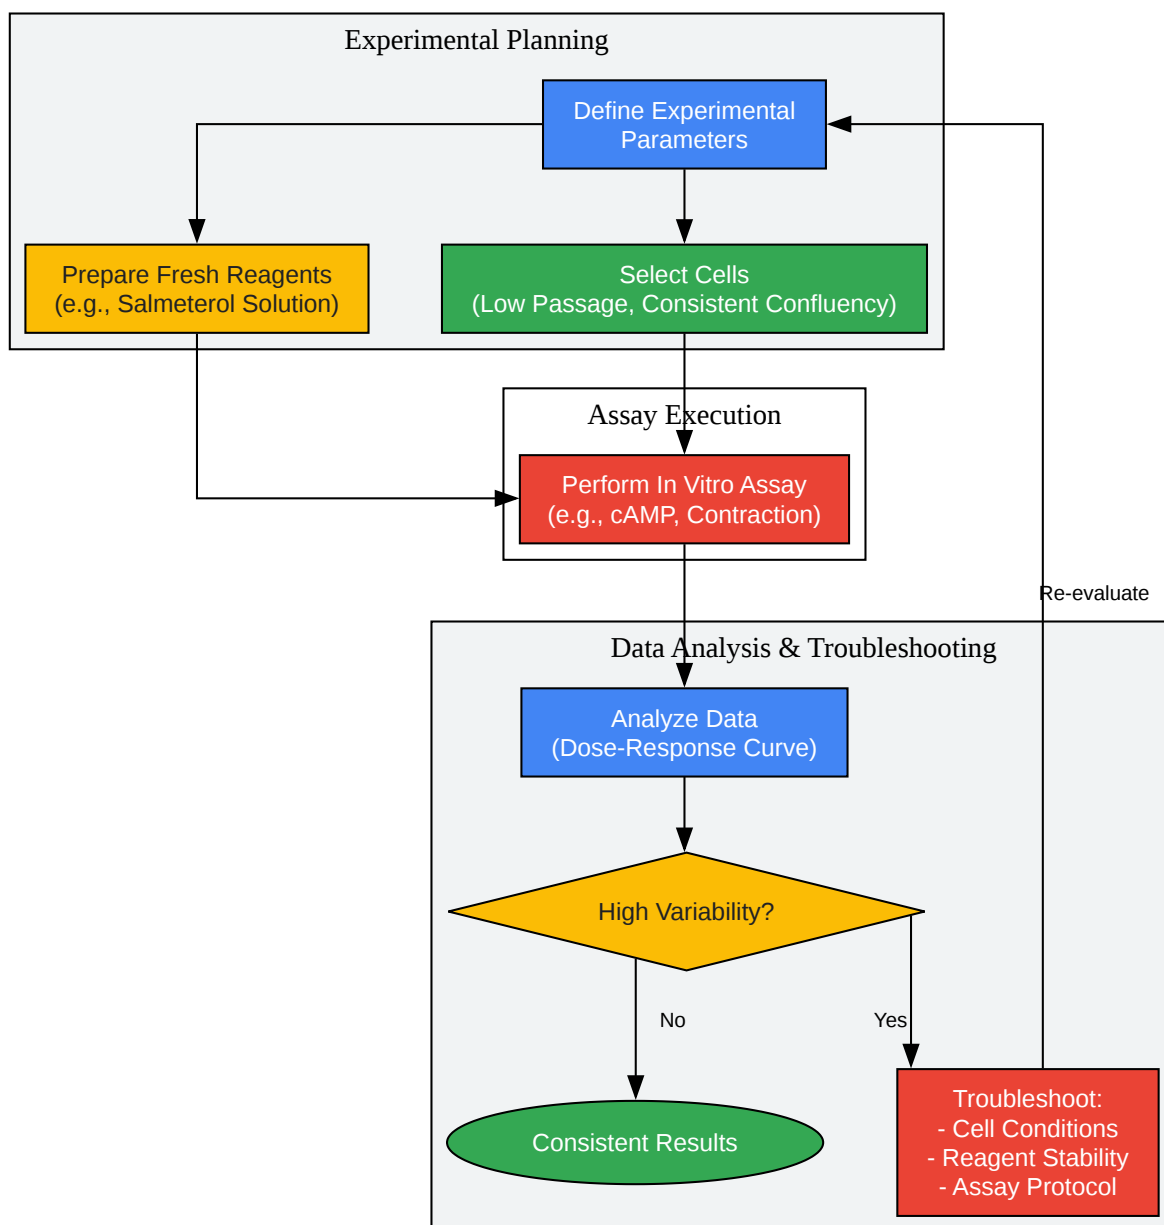 Experimental Planning
Define Experimental
Parameters
Prepare Fresh Reagents
(e.g., Salmeterol Solution)
Select Cells
(Low Passage, Consistent Confluency)
Assay Execution
Perform In Vitro Assay
(e.g., cAMP, Contraction)
Re-evaluate
Data Analysis & Troubleshooting
Analyze Data
(Dose-Response Curve)
High Variability?
No
Yes
Consistent Results
Troubleshoot:
- Cell Conditions
- Reagent Stability
- Assay Protocol